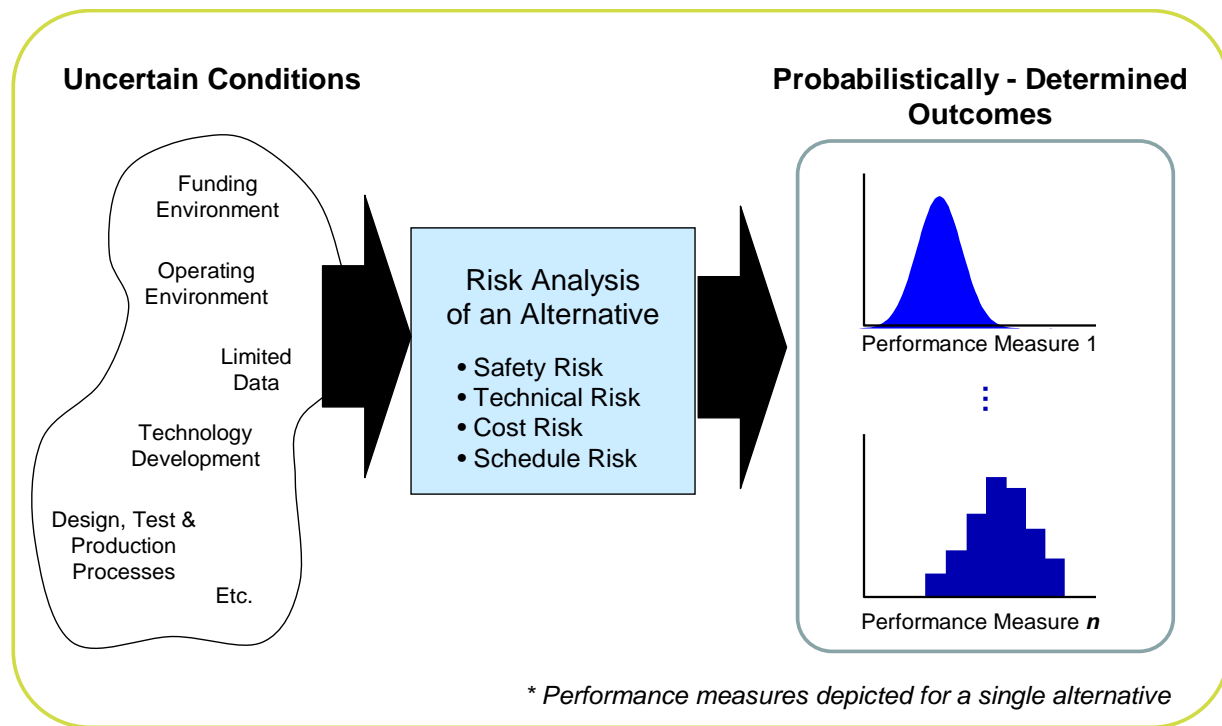 Uncertain Conditions
Funding
Environment
Operating
Environment
Limited
Data
Technology
Development
Design, Test &
Production
Processes
Etc.
Risk Analysis
of an Alternative
• Safety Risk
• Technical Risk
• Cost Risk
• Schedule Risk
Probabilistically - Determined
Outcomes
Performance Measure 1
⋮
Performance Measure n
* Performance measures depicted for a single alternative